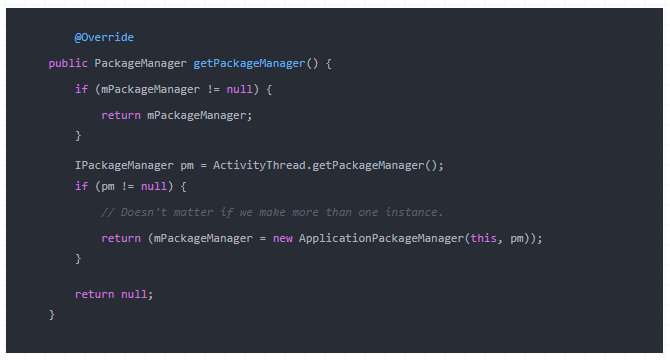 @Override
public PackageManager getPackageManager() {
if (mPackageManager != null) {
return mPackageManager;
}
IPackageManager pm = ActivityThread.getPackageManager();
if (pm != null) {
// Doesn't matter if we make more than one instance.
return (mPackageManager = new ApplicationPackageManager(this, pm));
}
return null;
}